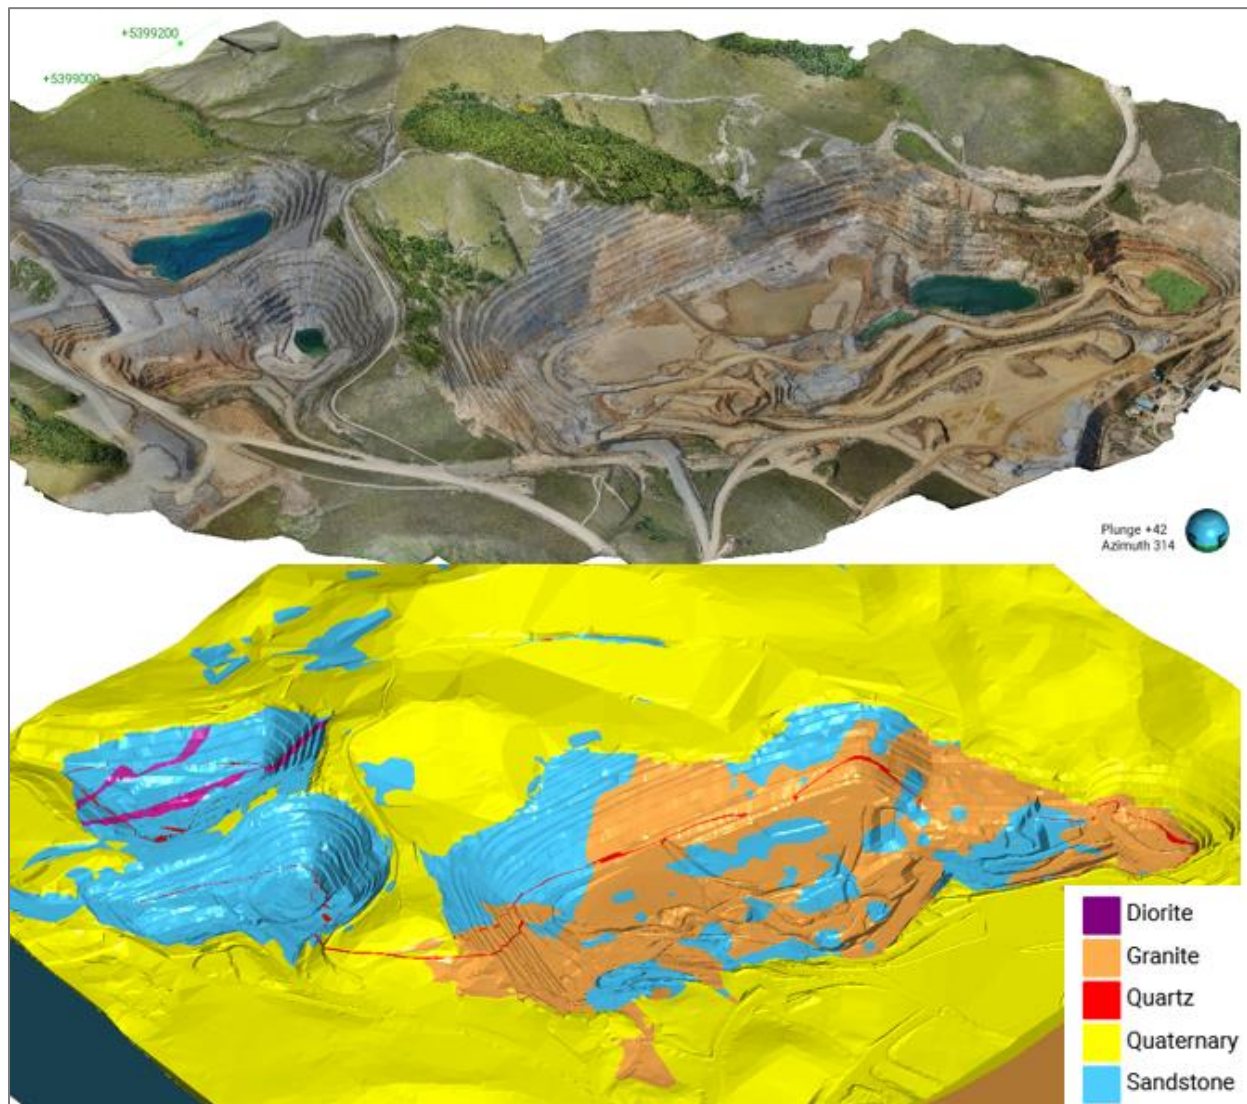 +5399200
+5399000
Plunge +42
Azimuth 314
Diorite
Granite
Quartz
Quaternary
Sandstone